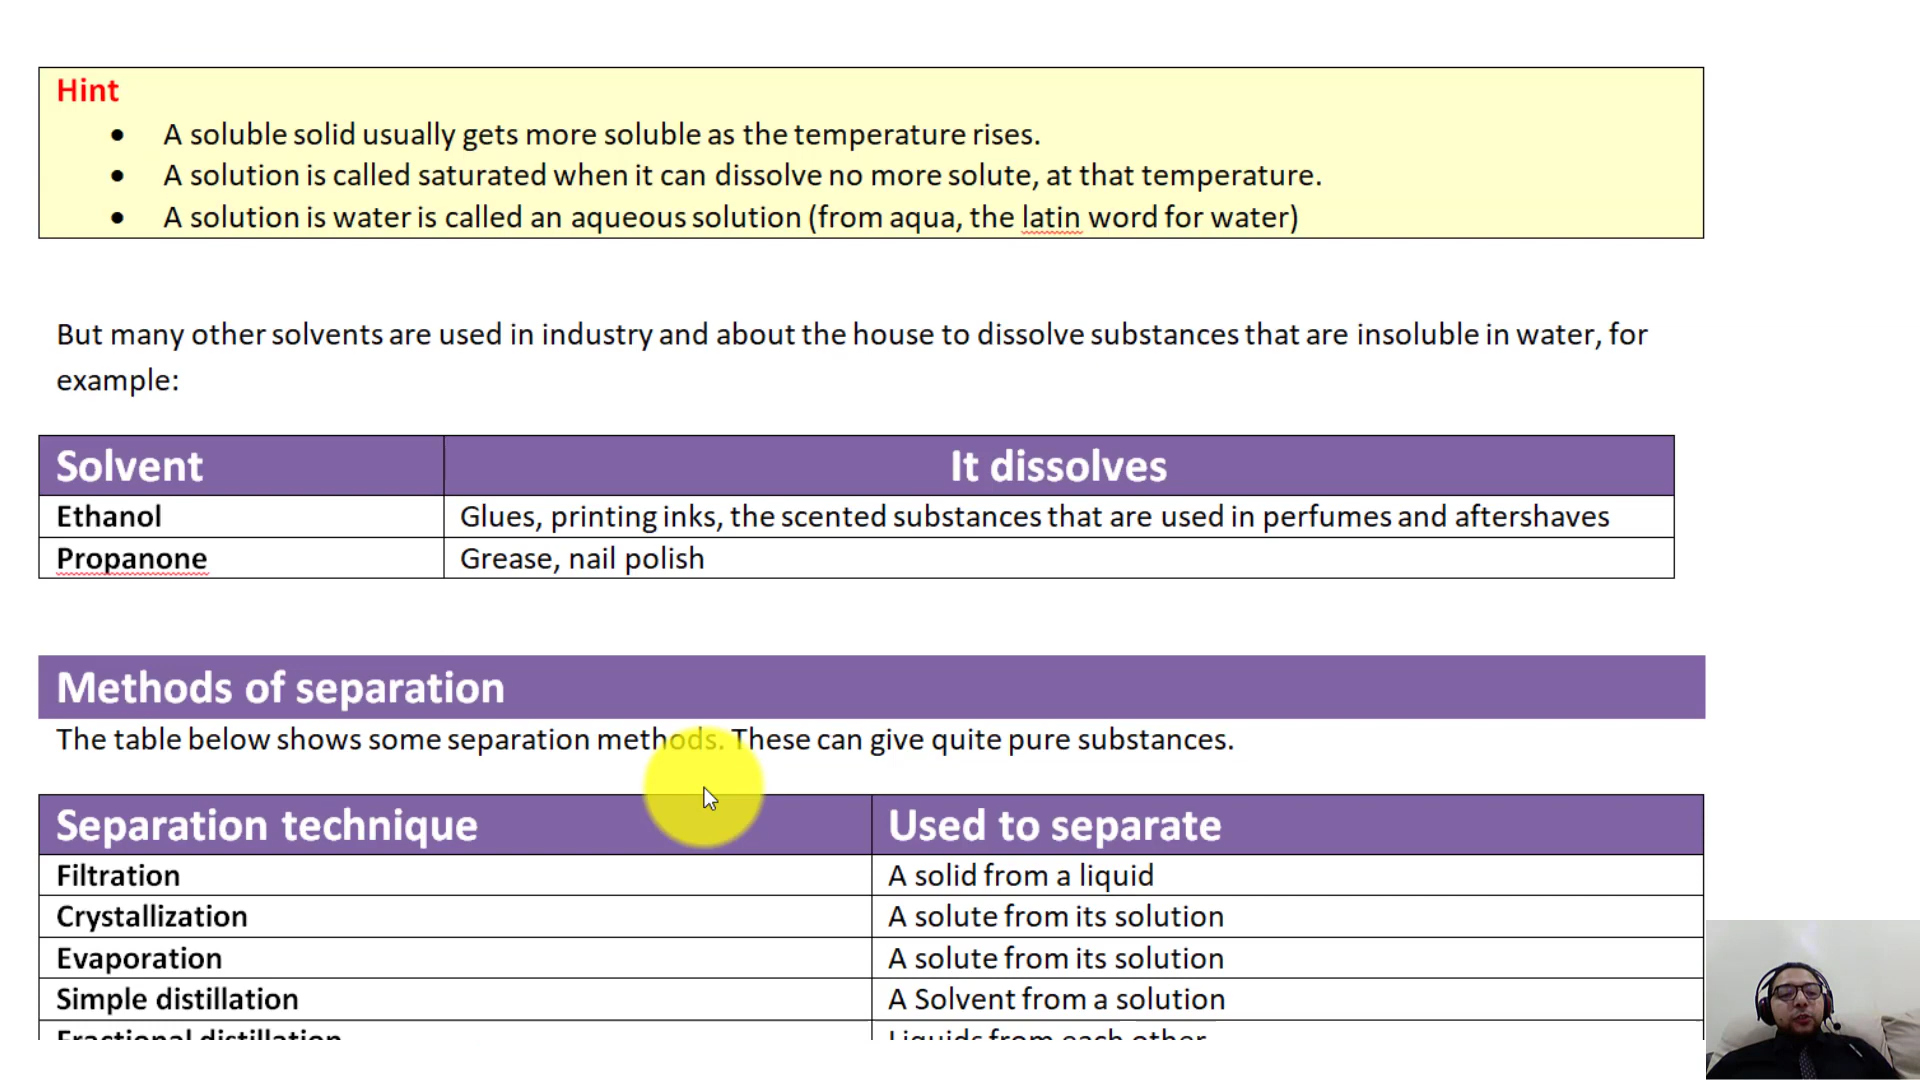 Hint
• A soluble solid usually gets more soluble as the temperature rises.
• A solution is called saturated when it can dissolve no more solute, at that temperature.
• A solution is water is called an aqueous solution (from aqua, the latin word for water)
But many other solvents are used in industry and about the house to dissolve substances that are insoluble in water, for
example:
Solvent It dissolves
Ethanol Glues, printing inks, the scented substances that are used in perfumes and aftershaves
Propanone Grease, nail polish
Methods of separation
The table below shows some separation methods. These can give quite pure substances.
Separation technique Used to separate
Filtration A solid from a liquid
Crystallization A solute from its solution
Evaporation A solute from its solution
Simple distillation A Solvent from a solution
Fractional distillation Liquids from each other